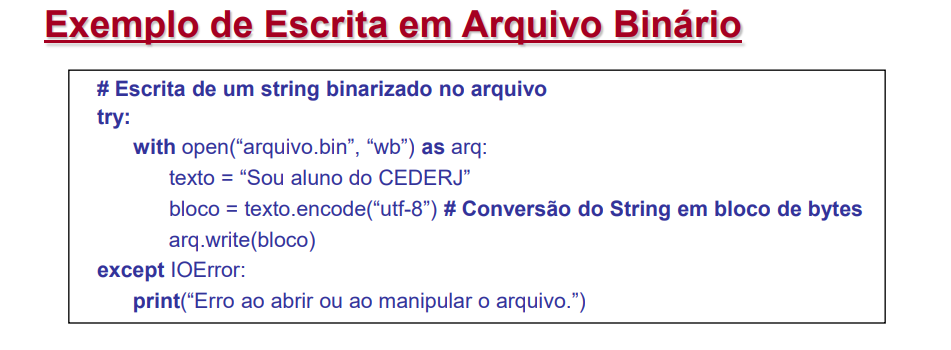 Exemplo de Escrita em Arquivo Binário
# Escrita de um string binarizado no arquivo
try:
with open(“arquivo.bin”, “wb”) as arq:
texto = “Sou aluno do CEDERJ”
bloco = texto.encode(“utf-8”) # Conversão do String em bloco de bytes
arq.write(bloco)
except IOError:
print(“Erro ao abrir ou ao manipular o arquivo.”)